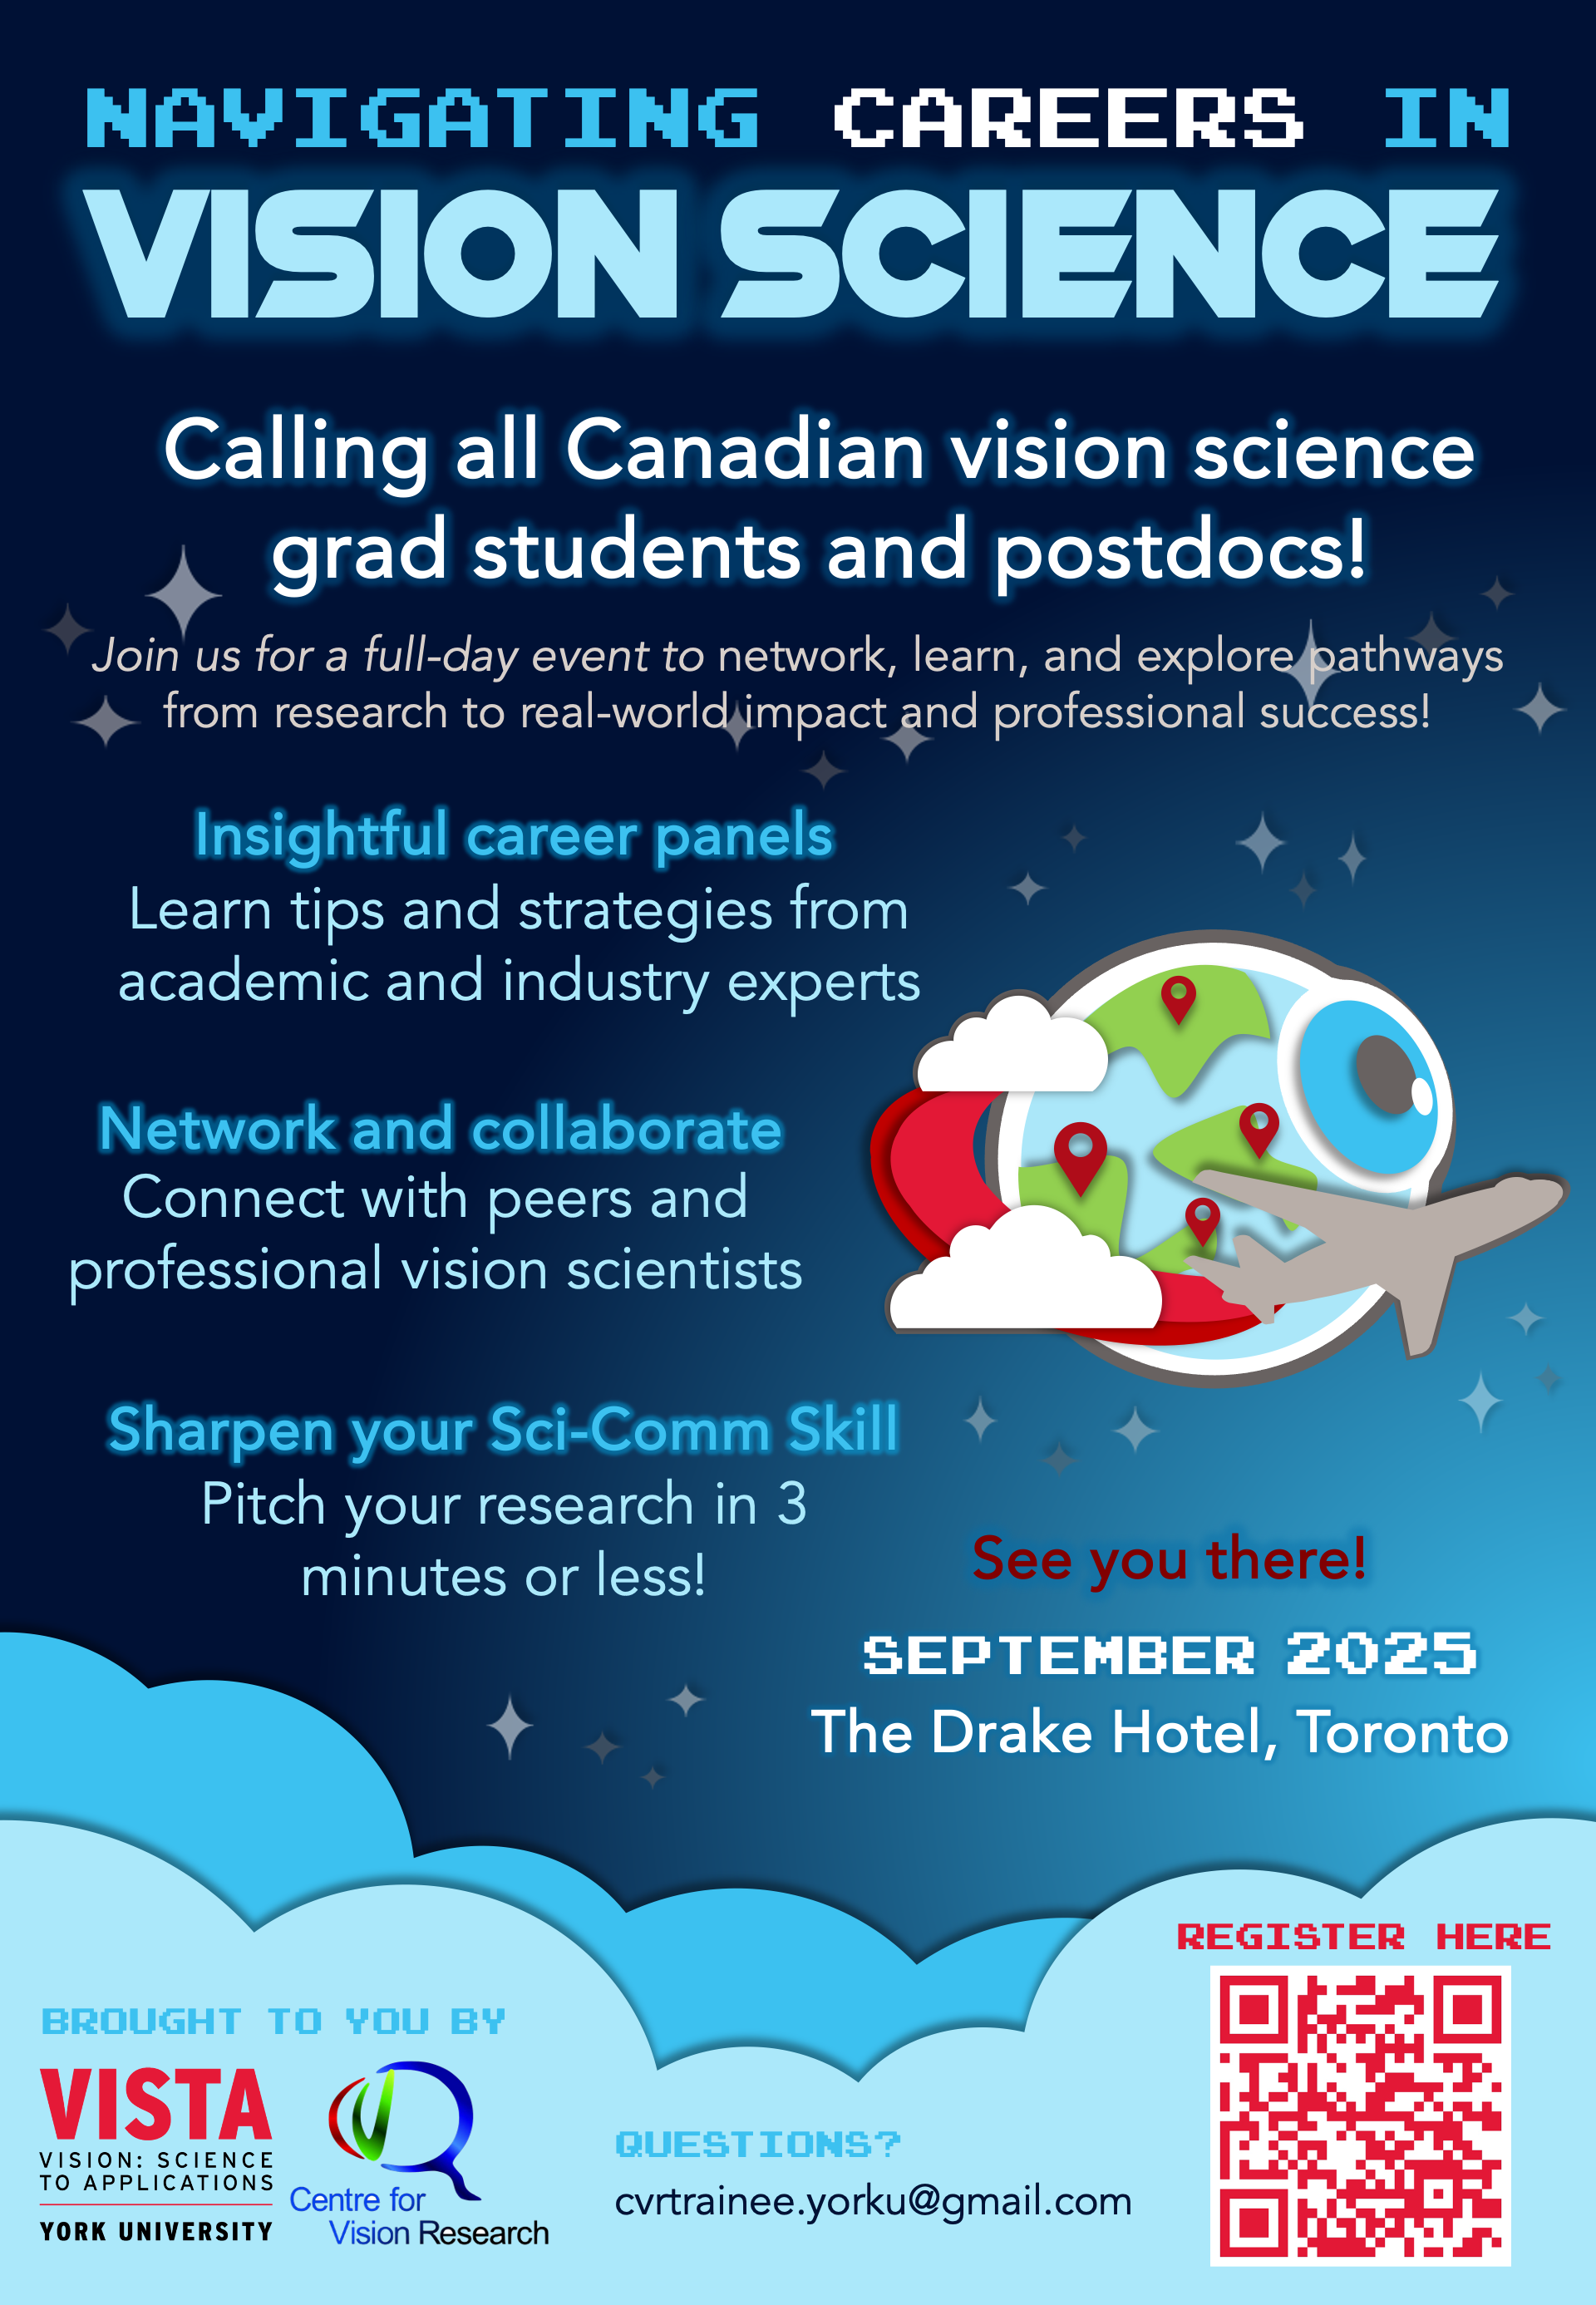 NAVIGATING CAREERS IN
VISION SCIENCE
Calling all Canadian vision science
grad students and postdocs!
Join us for a full-day event to network, learn, and explore pathways
from research to real-world impact and professional success!
Insightful career panels
Learn tips and strategies from
academic and industry experts
Network and collaborate
Connect with peers and
professional vision scientists
Sharpen your Sci-Comm Skill
Pitch your research in 3
minutes or less!
See you there!
SEPTEMBER 2025
The Drake Hotel, Toronto
REGISTER HERE
BROUGHT TO YOU BY
VISTA
VISION: SCIENCE
TO APPLICATIONS
YORK UNIVERSITY
Centre for
Vision Research
QUESTIONS?
cvrtrainee.yorku@gmail.com